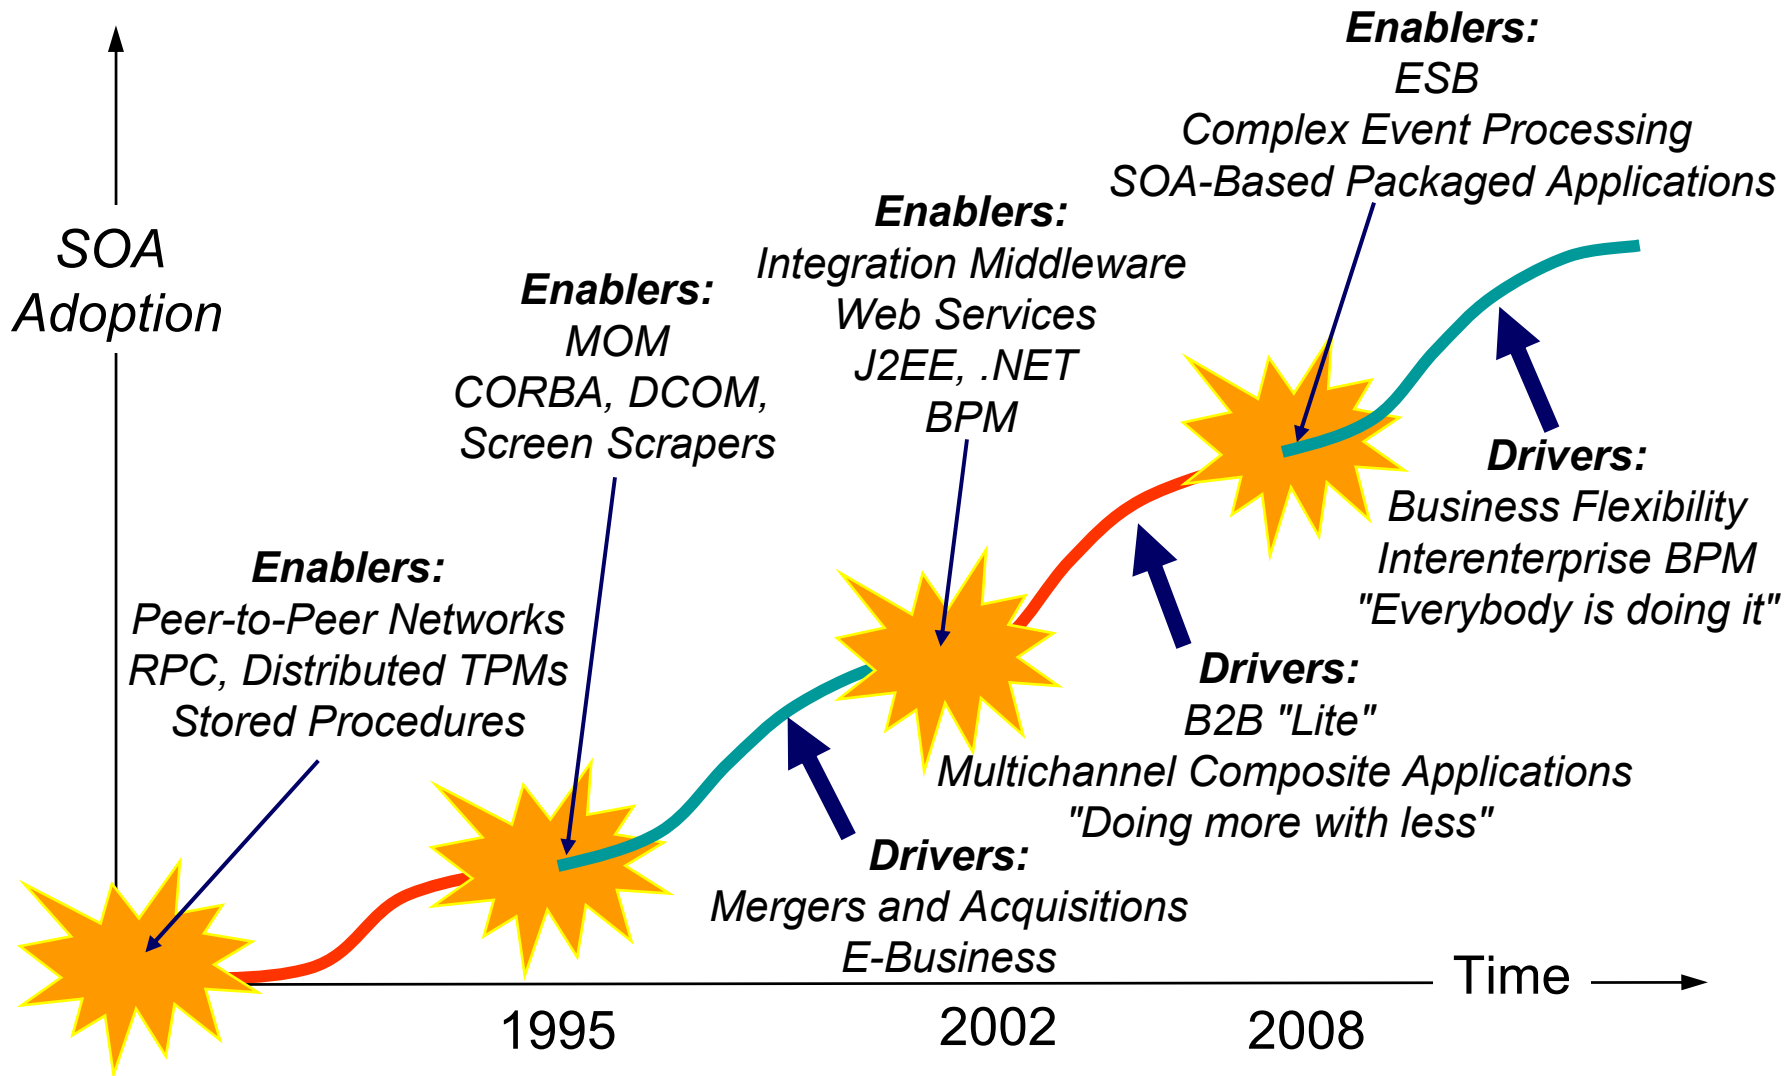 Enablers:
ESB
Complex Event Processing
SOA-Based Packaged Applications
Enablers:
Integration Middleware
Web Services
J2EE, .NET
BPM
SOA
Adoption
Enablers:
MOM
CORBA, DCOM,
Screen Scrapers
Drivers:
Business Flexibility
Interenterprise BPM
"Everybody is doing it"
Enablers:
Peer-to-Peer Networks
RPC, Distributed TPMs
Stored Procedures
Drivers:
B2B "Lite"
Multichannel Composite Applications
"Doing more with less"
Drivers:
Mergers and Acquisitions
E-Business
Time
1995
2002
2008